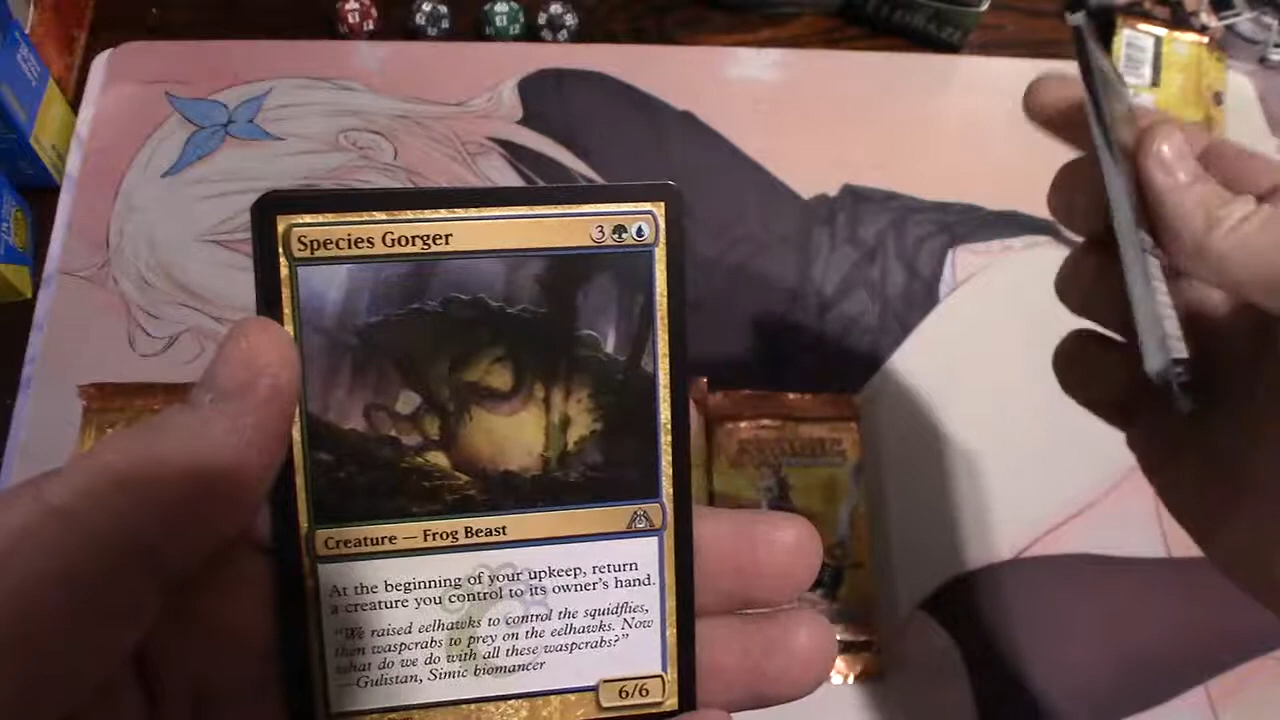 Species Gorger
3
Creature — Frog Beast
At the beginning of your upkeep, return
a creature you control to its owner's hand.
"We raised eelhawks to control the squidflies,
then waspcrabs to prey on the eelhawks. Now
what do we do with all these waspcrabs?"
—Gulistan, Simic biomancer
6/6